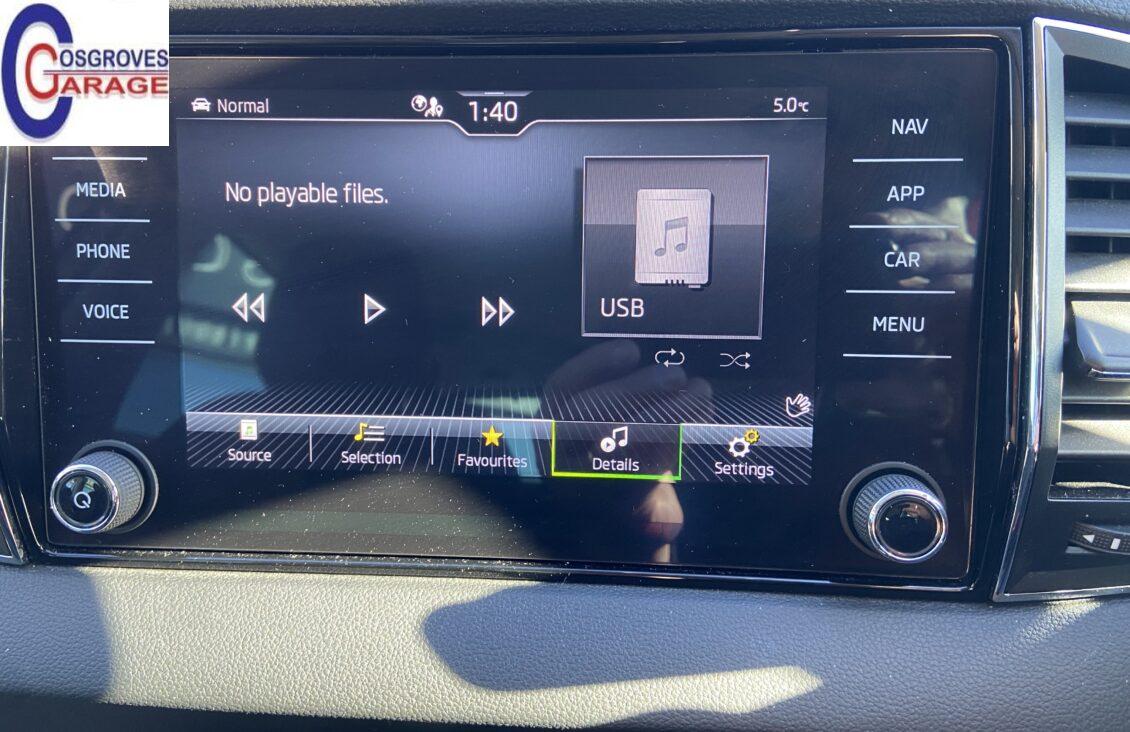 COSGROVES
GARAGE
Normal
1:40
5.0°C
No playable files.
USB
MEDIA
PHONE
VOICE
NAV
APP
CAR
MENU
Source
Selection
Favourites
Details
Settings